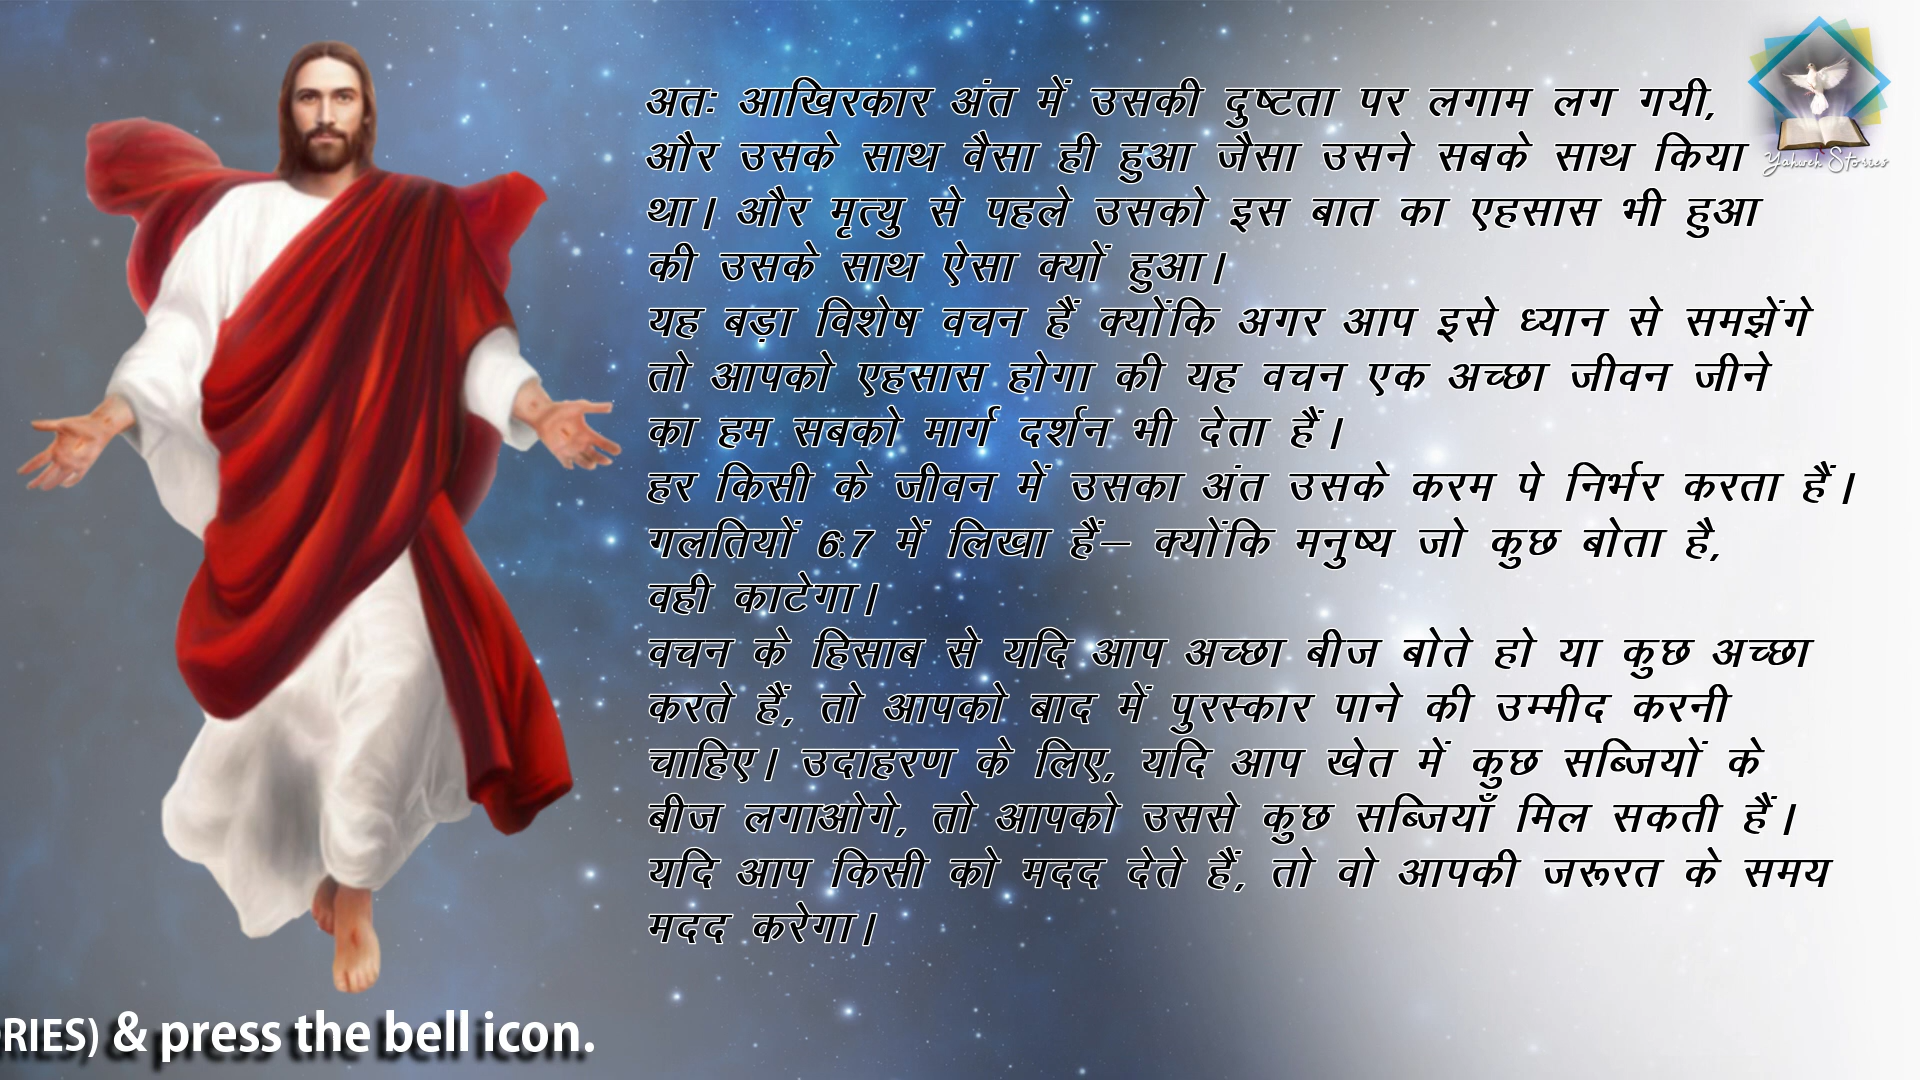 अतः आखिरकार अंत में उसकी दुष्टता पर लगाम लग गयी,
और उसके साथ वैसा ही हुआ जैसा उसने सबके साथ किया
था। और मृत्यु से पहले उसको इस बात का एहसास भी हुआ
की उसके साथ ऐसा क्यों हुआ।
यह बड़ा विशेष वचन हैं क्योंकि अगर आप इसे ध्यान से समझेंगे
तो आपको एहसास होगा की यह वचन एक अच्छा जीवन जीने
का हम सबको मार्ग दर्शन भी देता हैं।
हर किसी के जीवन में उसका अंत उसके करम पे निर्भर करता हैं।
गलतियों 6:7 में लिखा हैं– क्योंकि मनुष्य जो कुछ बोता है,
वही काटेगा।
वचन के हिसाब से यदि आप अच्छा बीज बोते हो या कुछ अच्छा
करते हैं, तो आपको बाद में पुरस्कार पाने की उम्मीद करनी
चाहिए। उदाहरण के लिए, यदि आप खेत में कुछ सब्जियों के
बीज लगाओगे, तो आपको उससे कुछ सब्जियाँ मिल सकती हैं।
यदि आप किसी को मदद देते हैं, तो वो आपकी जरूरत के समय
मदद करेगा।
Yahweh Stories
RIES) & press the bell icon.